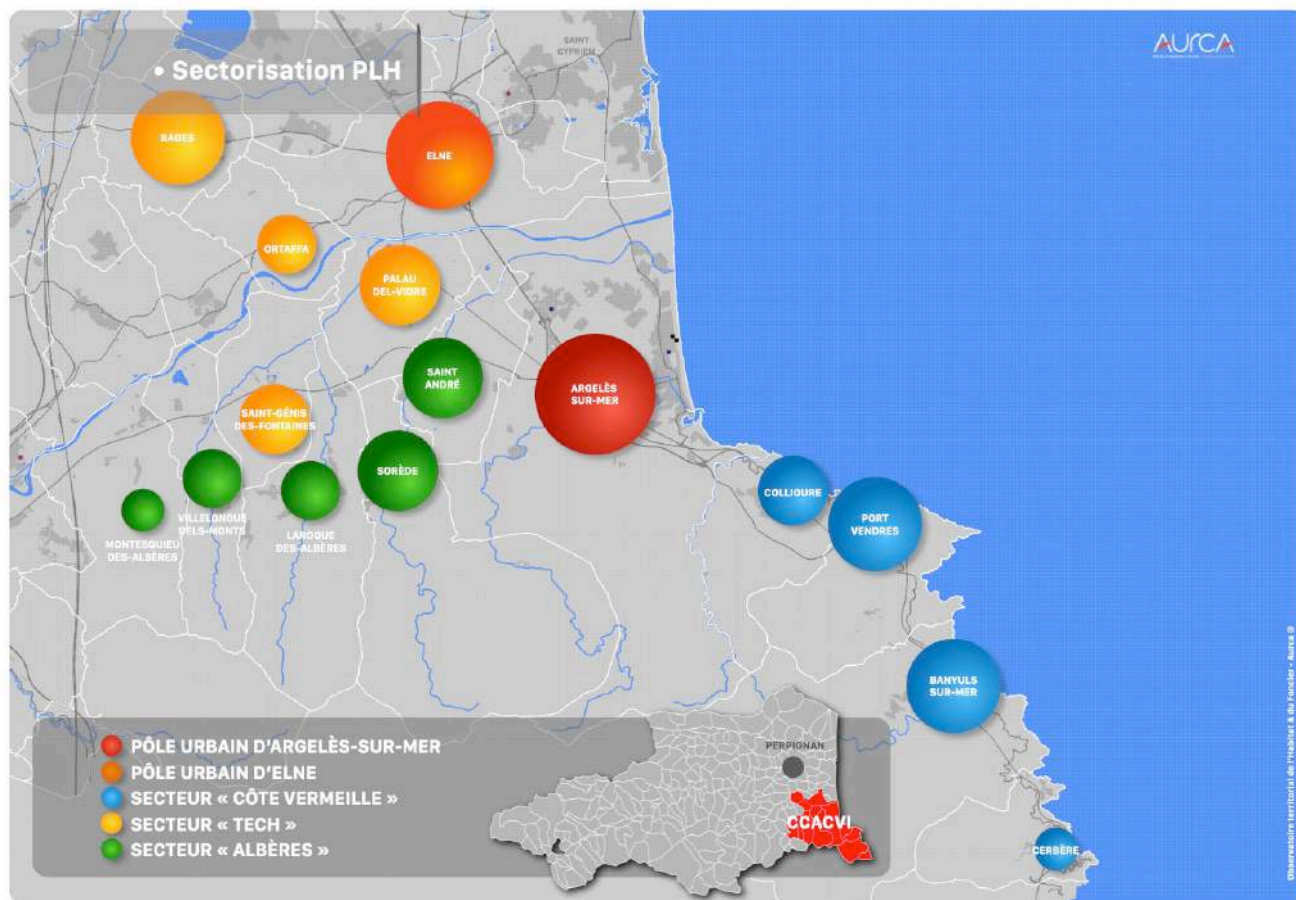 SAINT
CYPRIEN
AURCA
• Sectorisation PLH
BAGES
ELNE
ORTAFFA
PALAU
DEL-VIDRE
SAINT
ANDRÉ
ARGELÈS
SUR-MER
SAINT-GÉNIS
DES-FONTAINES
SORÈDE
VILLELONGUE
DELS-MONTS
LAROQUE
DES-ALBÈRES
MONTESQUIEU
DES-ALBÈRES
COLLIOURE
PORT
VENDRES
BANYULS
SUR-MER
CERBÈRE
PÔLE URBAIN D'ARGELÈS-SUR-MER
PÔLE URBAIN D'ELNE
SECTEUR « CÔTE VERMEILLE »
SECTEUR « TECH »
SECTEUR « ALBÈRES »
PERPIGNAN
CCACVI
Observatoire territorial de l'Habitat & du Foncier - Aurca ©